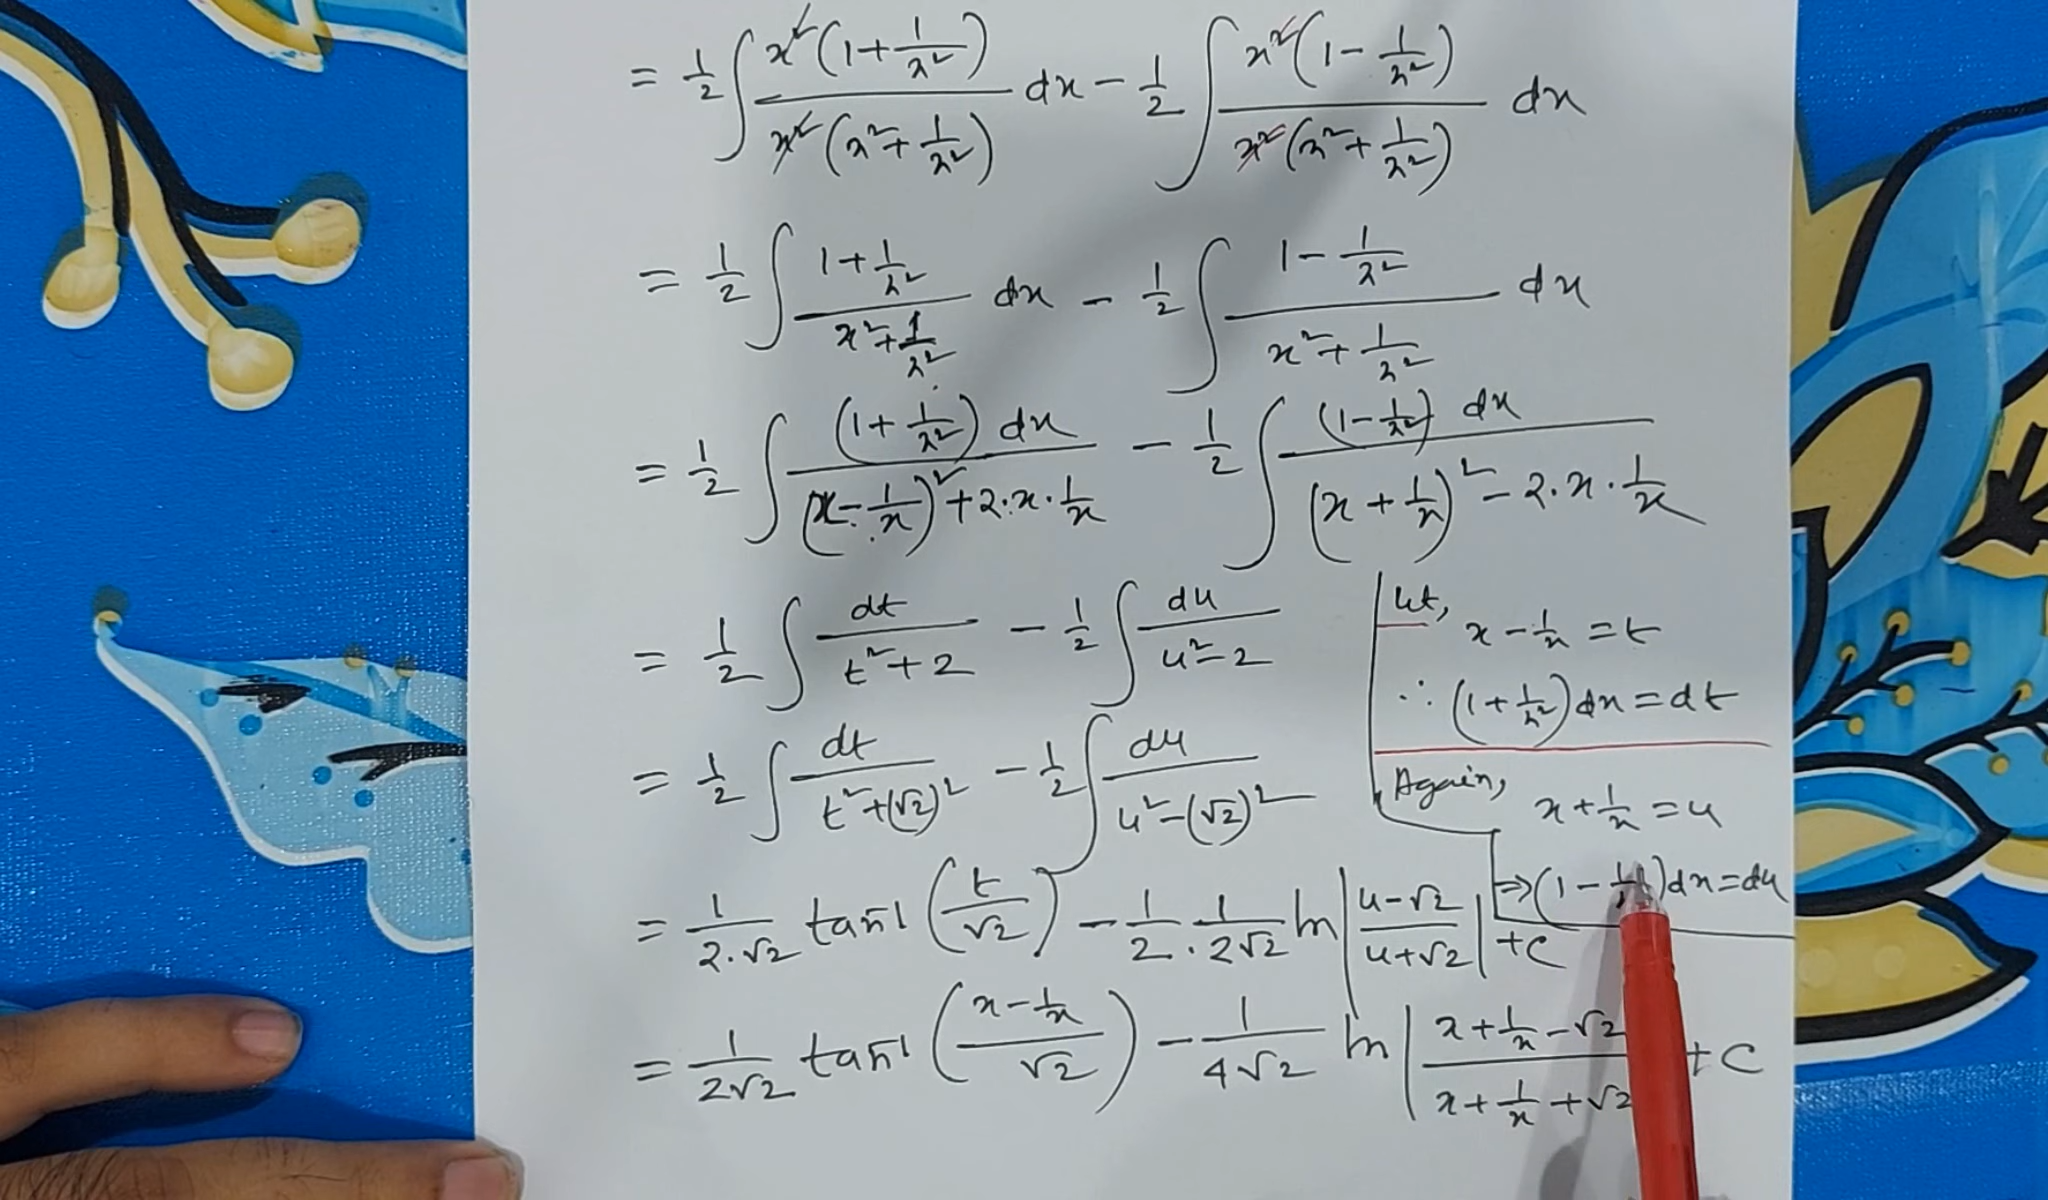 = 1/2 ∫ x²(1 + 1/x²) / x²(x² + 1/x²) dx − 1/2 ∫ x²(1 − 1/x²) / x²(x² + 1/x²) dx
= 1/2 ∫ (1 + 1/x²) / (x² + 1/x²) dx − 1/2 ∫ (1 − 1/x²) / (x² + 1/x²) dx
= 1/2 ∫ (1 + 1/x²) dx / ((x − 1/x)² + 2·x·1/x) − 1/2 ∫ (1 − 1/x²) dx / ((x + 1/x)² − 2·x·1/x)
= 1/2 ∫ dt / (t² + 2) − 1/2 ∫ du / (u² − 2)
= 1/2 ∫ dt / (t² + (√2)²) − 1/2 ∫ du / (u² − (√2)²)
let,
x − 1/x = t
∴ (1 + 1/x²) dx = dt
Again,
x + 1/x = u
⇒ (1 − ) dx = du
= 1/(2·√2) tan⁻¹ (t/√2) − 1/2 · 1/(2√2) ln |(u − √2)/(u + √2)| + C
= 1/(2√2) tan⁻¹ ((x − 1/x)/√2) − 1/(4√2) ln |(x + 1/x − √2)/(x + 1/x + √2) + C